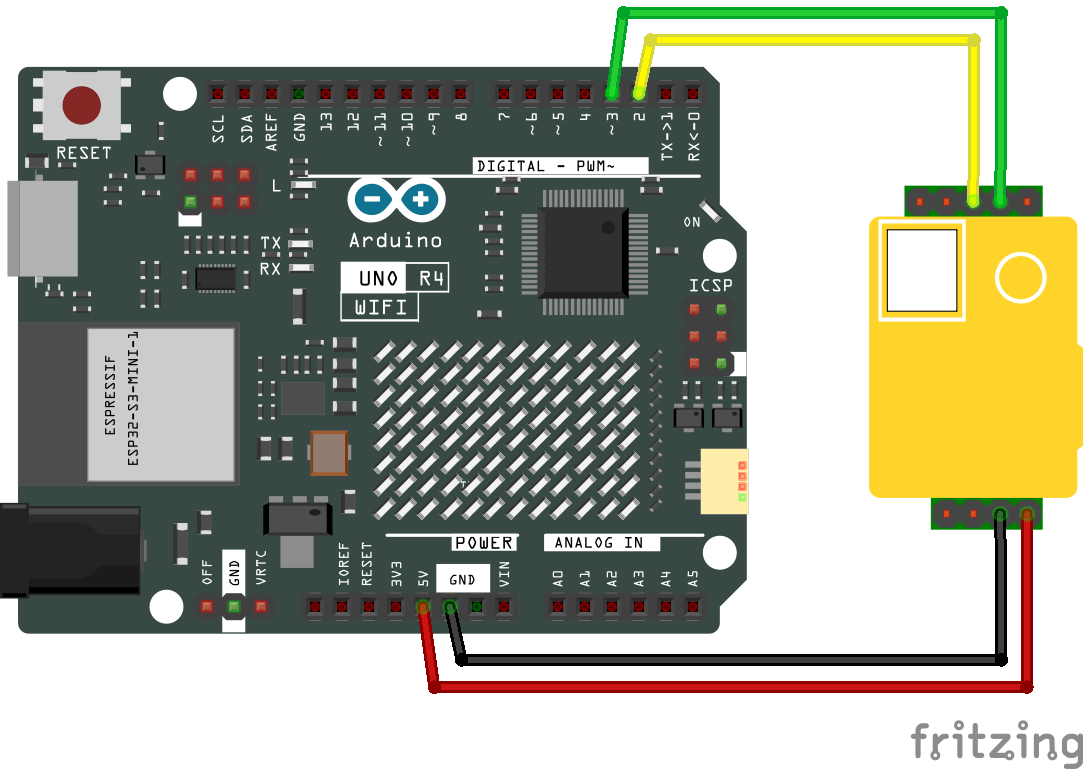 RESET
SCL
SDA
AREF
GND
13
12
~11
~10
~9
8
7
~6
~5
4
~3
2
TX->1
RX<-0
DIGITAL - PWM~
L
ON
TX
RX
Arduino
UNO R4
WIFI
ICSP
ESPRESSIF
ESP32-S3-MINI-1
POWER
ANALOG IN
OFF
GND
VRTC
IOREF
RESET
3V3
5V
GND
VIN
A0
A1
A2
A3
A4
A5
fritzing